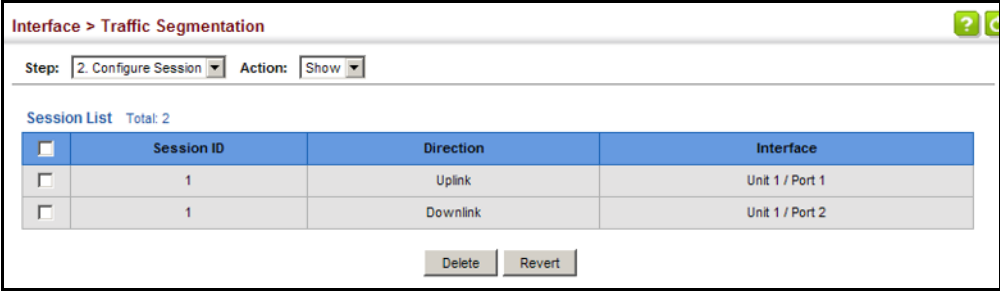 Interface > Traffic Segmentation ?
Step: 2. Configure Session Action: Show
Session List Total: 2
Session ID Direction Interface
1 Uplink Unit 1 / Port 1
1 Downlink Unit 1 / Port 2
Delete Revert